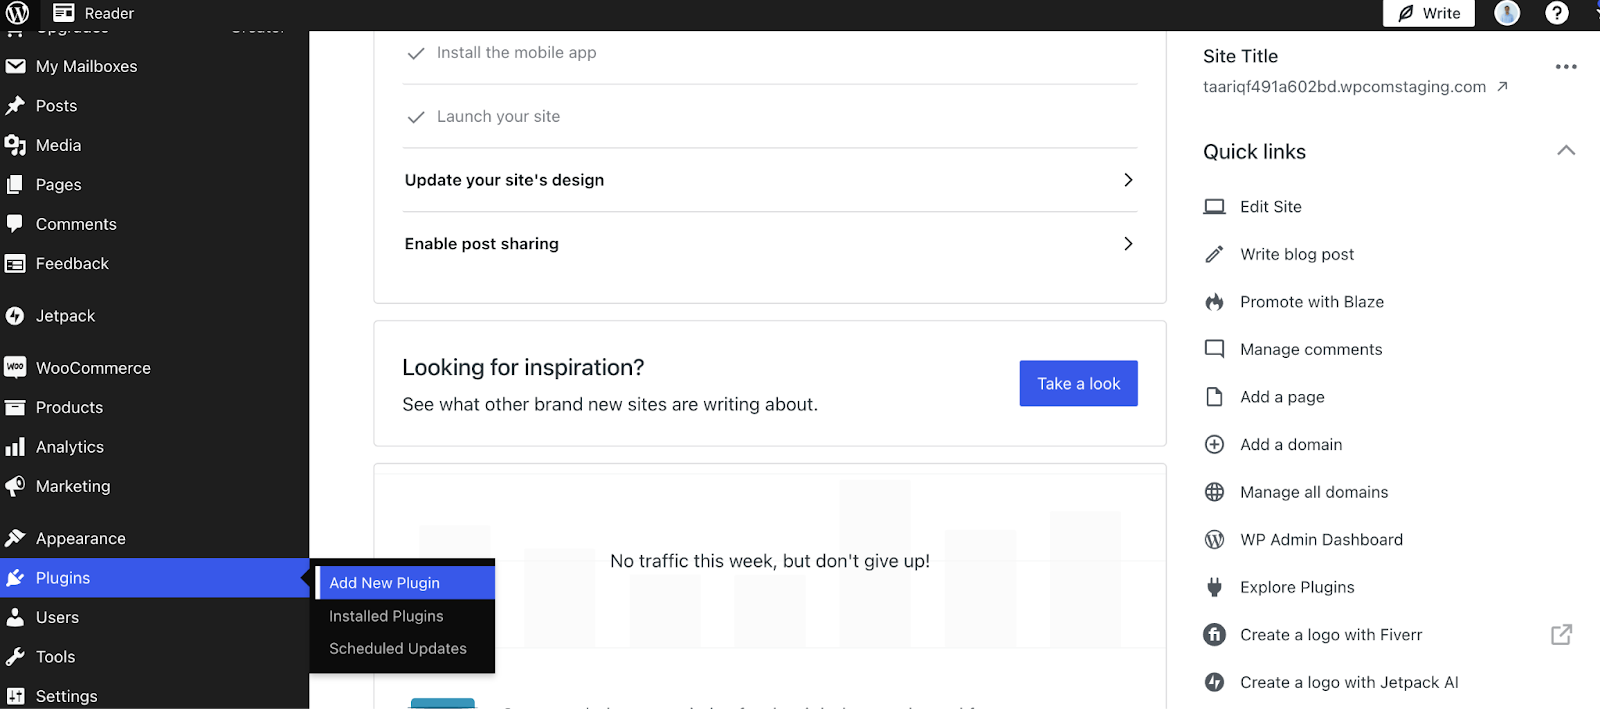 Reader
Write
Creator
My Mailboxes
Posts
Media
Pages
Comments
Feedback
Jetpack
WOO WooCommerce
Products
Analytics
Marketing
Appearance
Plugins
Users
Tools
Settings
Add New Plugin
Installed Plugins
Scheduled Updates
Install the mobile app
Launch your site
Update your site's design
Enable post sharing
Looking for inspiration?
See what other brand new sites are writing about.
Take a look
No traffic this week, but don't give up!
Site Title
taariqf491a602bd.wpcomstaging.com
Quick links
Edit Site
Write blog post
Promote with Blaze
Manage comments
Add a page
Add a domain
Manage all domains
WP Admin Dashboard
Explore Plugins
fi Create a logo with Fiverr
Create a logo with Jetpack AI